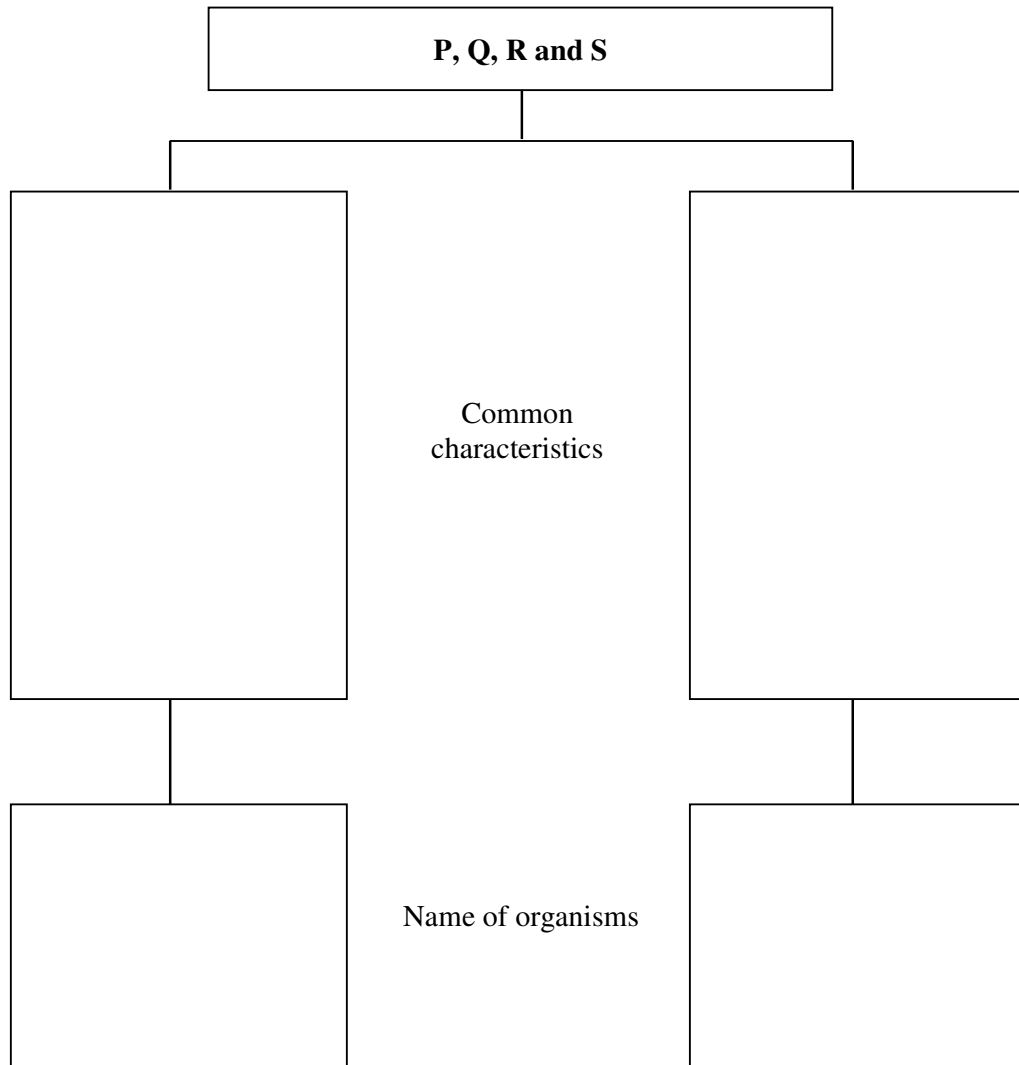 P, Q, R and S
Common
characteristics
Name of organisms